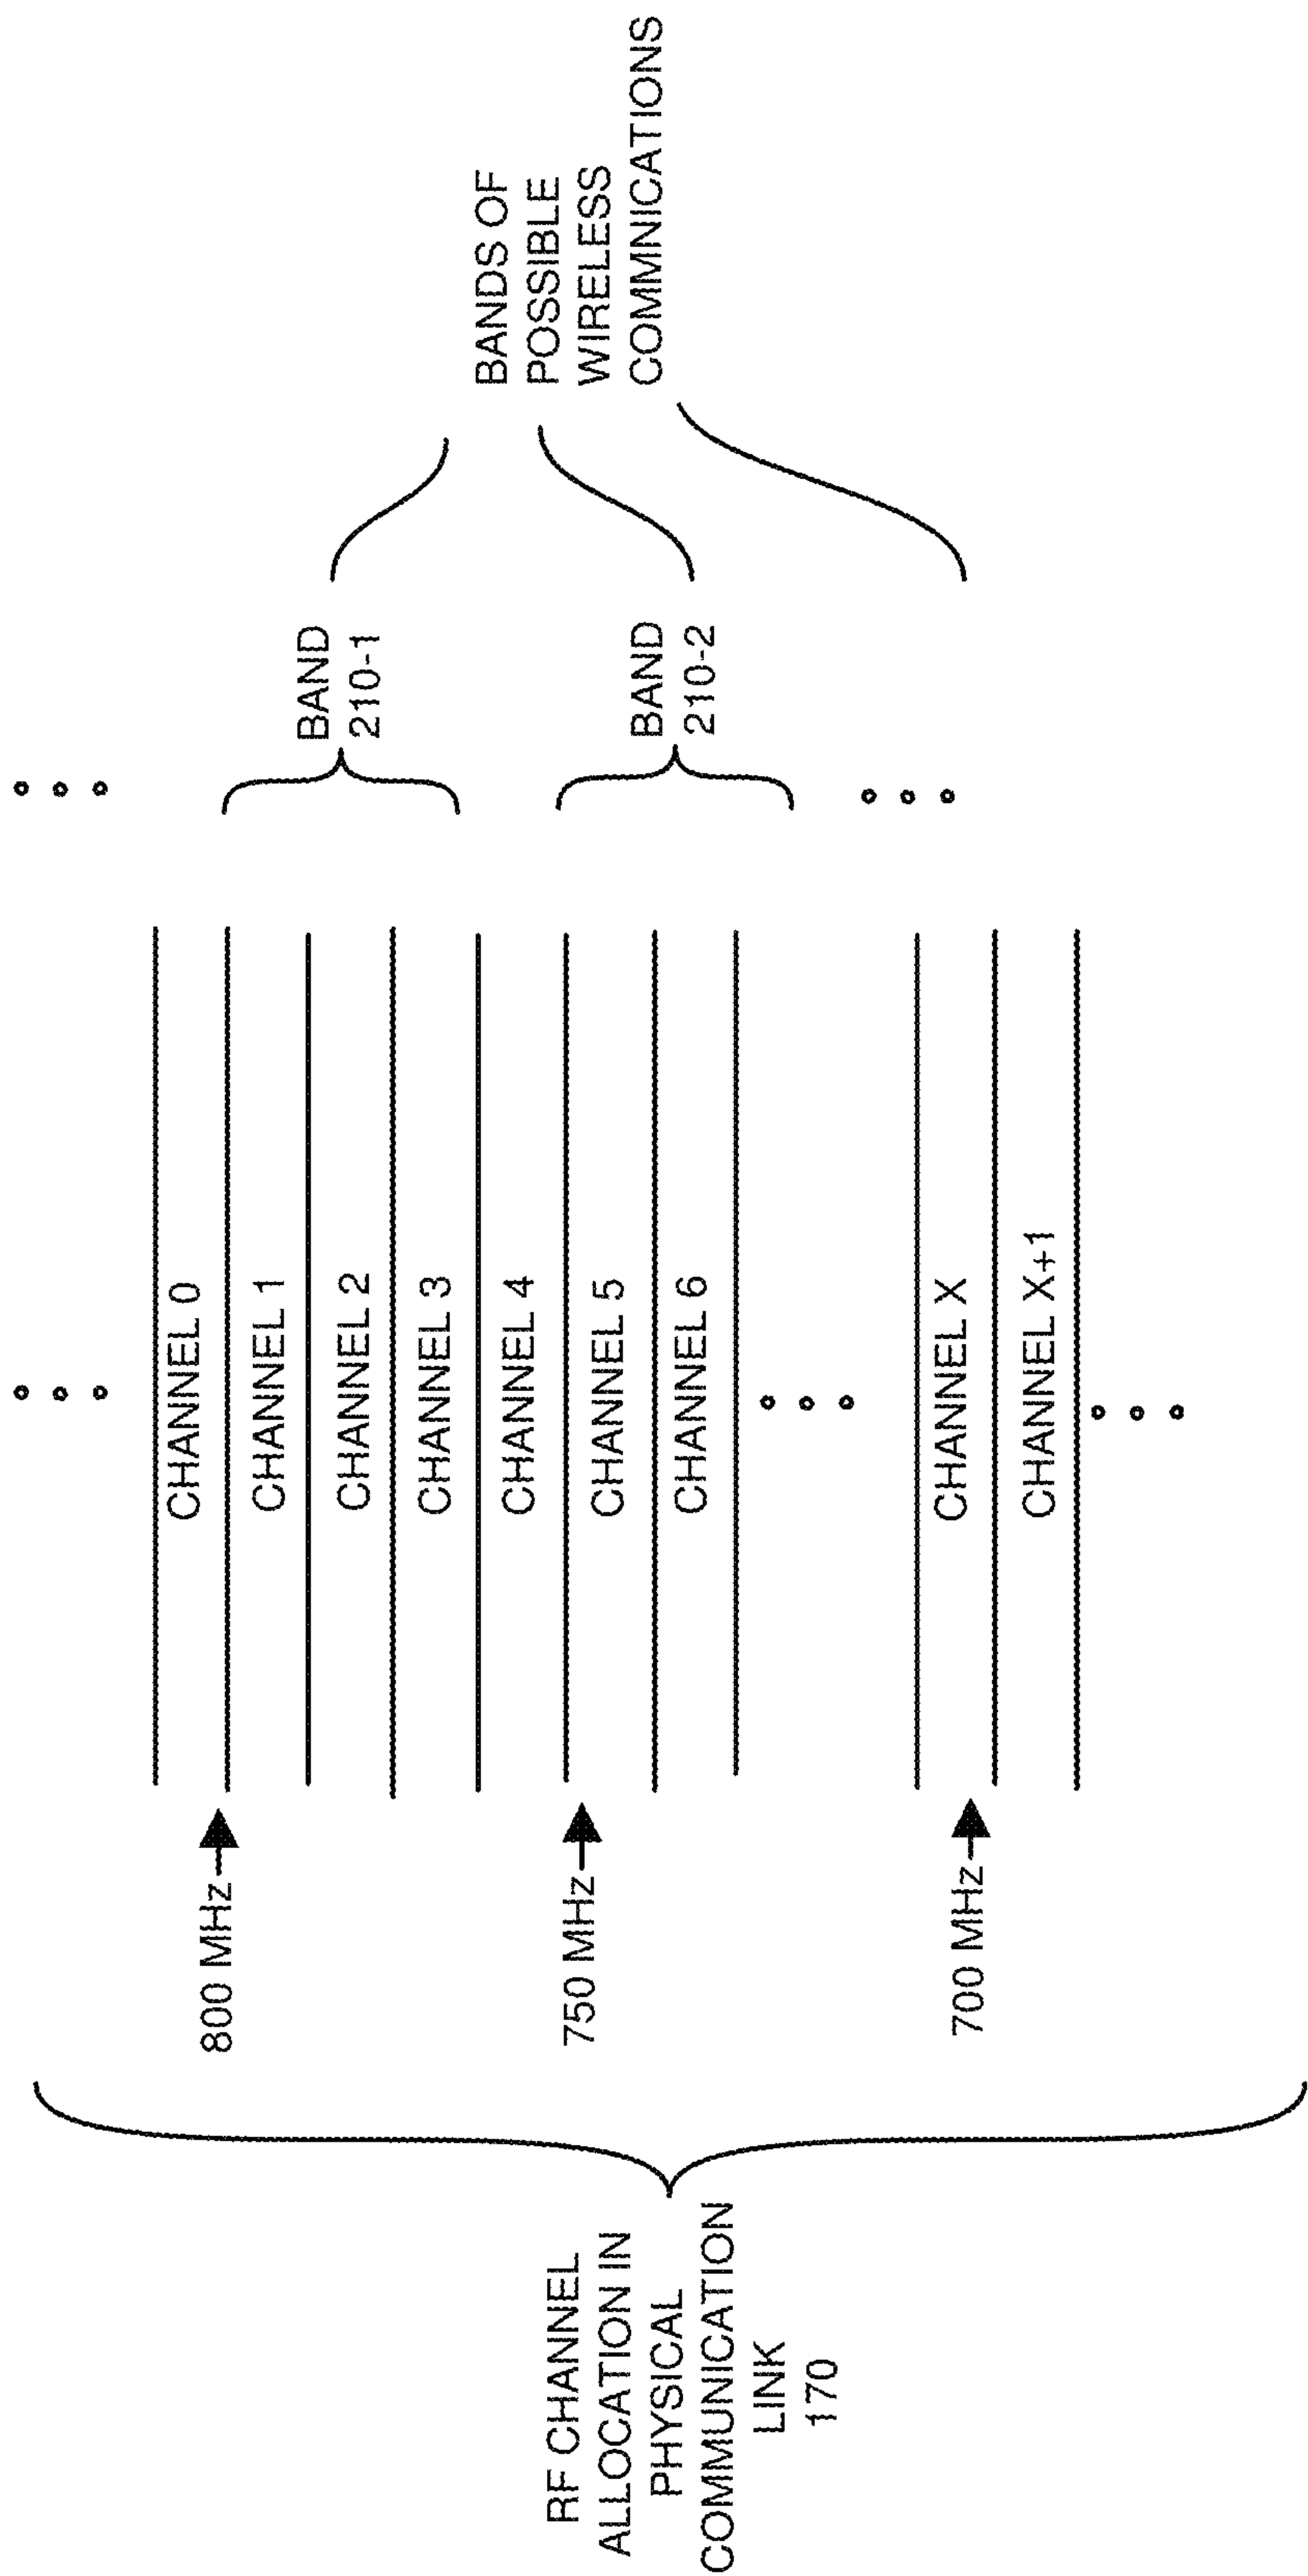 RF CHANNEL
ALLOCATION IN
PHYSICAL
COMMUNICATION
LINK
170
800 MHz
750 MHz
700 MHz
CHANNEL 0
CHANNEL 1
CHANNEL 2
CHANNEL 3
CHANNEL 4
CHANNEL 5
CHANNEL 6
CHANNEL X
CHANNEL X+1
BAND
210-1
BAND
210-2
BANDS OF
POSSIBLE
WIRELESS
COMMNICATIONS